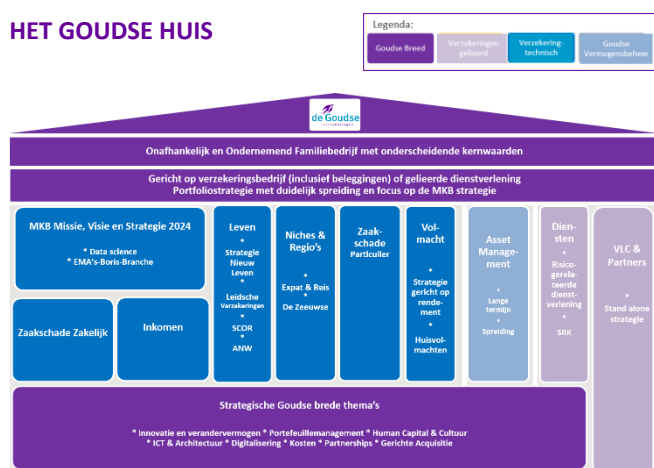 HET GOUDSE HUIS
Legenda:
Goudse Breed
Verzekeringen
gelieerd
Verzekering-
technisch
Goudse
Vermogensbeheer
de Goudse
verzekeringen
Onafhankelijk en Ondernemend Familiebedrijf met onderscheidende kernwaarden
Gericht op verzekeringsbedrijf (inclusief beleggingen) of gelieerde dienstverlening
Portfoliostrategie met duidelijk spreiding en focus op de MKB strategie
MKB Missie, Visie en Strategie 2024
* Data science
* EMA's-Boris-Branche
Zaakschade Zakelijk
Inkomen
Leven
*
Strategie
Nieuw
Leven
*
Leidsche
Verzakeringen
*
SCOR
*
ANW
Niches &
Regio's
*
Expat & Reis
*
De Zeeuwse
Zaak-
schade
Particulier
Vol-
macht
*
Strategie
gericht op
rende-
ment
*
Huisvol-
machten
Asset
Manage-
ment
*
Lange
termijn
*
Spreiding
Dien-
sten
*
Risico-
gerela-
teerde
dienst-
verlening
*
SRK
VLC &
Partners
*
Stand alone
strategie
Strategische Goudse brede thema's
* Innovatie en verandervermogen * Portefeuillemanagement * Human Capital & Cultuur
* ICT & Architectuur * Digitalisering * Kosten * Partnerships * Gerichte Acquisitie